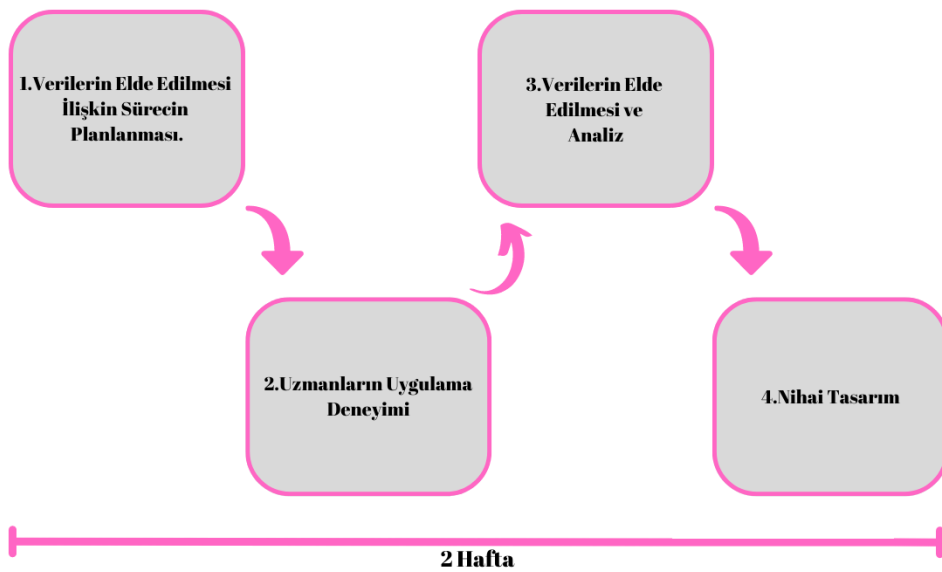 1.Verilerin Elde Edilmesi
İlişkin Sürecin
Planlanması.
2.Uzmanların Uygulama
Deneyimi
3.Verilerin Elde
Edilmesi ve
Analiz
4.Nihai Tasarım
2 Hafta